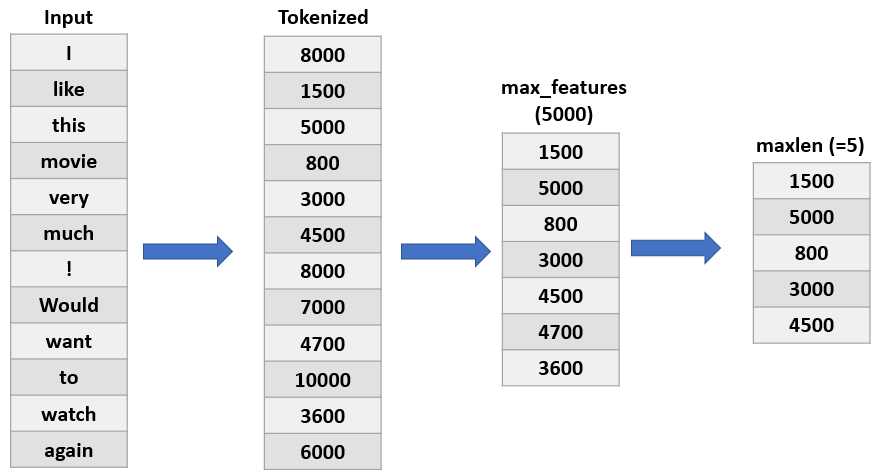 Input
I
like
this
movie
very
much
!
Would
want
to
watch
again
Tokenized
8000
1500
5000
800
3000
4500
8000
7000
4700
10000
3600
6000
max_features
(5000)
1500
5000
800
3000
4500
4700
3600
maxlen (=5)
1500
5000
800
3000
4500